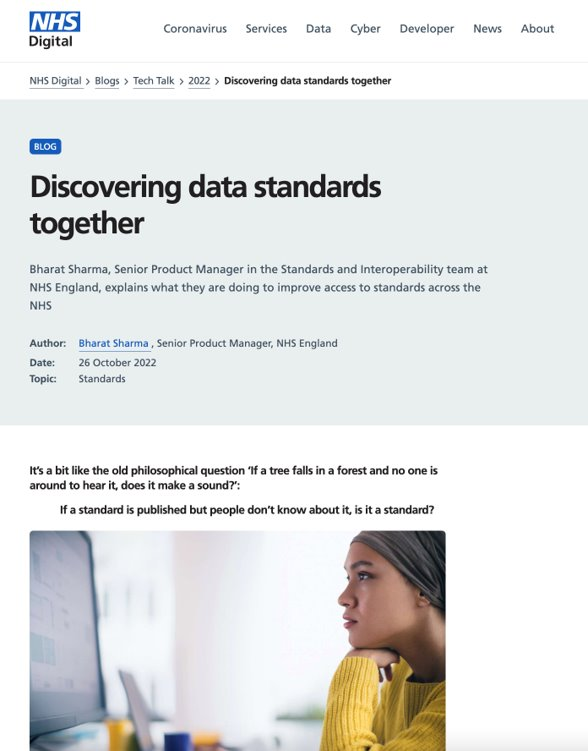 NHS
Digital
Coronavirus Services Data Cyber Developer News About
NHS Digital > Blogs > Tech Talk > 2022 > Discovering data standards together
BLOG
Discovering data standards
together
Bharat Sharma, Senior Product Manager in the Standards and Interoperability team at
NHS England, explains what they are doing to improve access to standards across the
NHS
Author: Bharat Sharma , Senior Product Manager, NHS England
Date: 26 October 2022
Topic: Standards
It’s a bit like the old philosophical question ‘If a tree falls in a forest and no one is
around to hear it, does it make a sound?’:
If a standard is published but people don’t know about it, is it a standard?